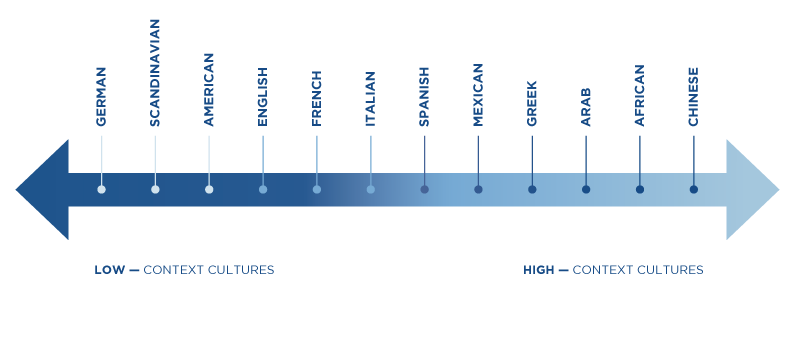 GERMAN
SCANDINAVIAN
AMERICAN
ENGLISH
FRENCH
ITALIAN
SPANISH
MEXICAN
GREEK
ARAB
AFRICAN
CHINESE
LOW — CONTEXT CULTURES
HIGH — CONTEXT CULTURES